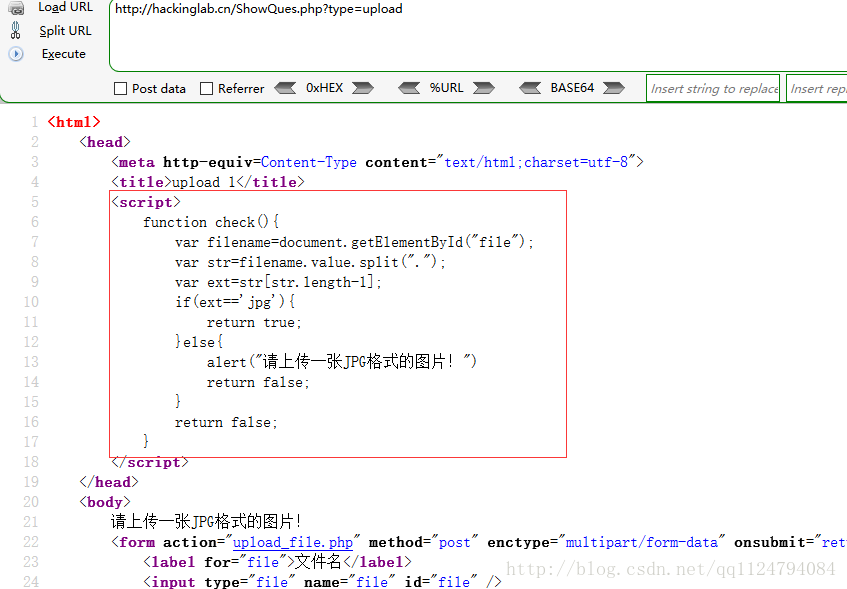 Load URL
http://hackinglab.cn/ShowQues.php?type=upload
Split URL
Execute
Post data Referrer 0xHEX %URL BASE64 Insert string to replace Insert repl
1 <html>
2 <head>
3 <meta http-equiv=Content-Type content="text/html;charset=utf-8">
4 <title>upload 1</title>
5 <script>
6 function check(){
7 var filename=document.getElementById("file");
8 var str=filename.value.split(".");
9 var ext=str[str.length-1];
10 if(ext=='jpg'){
11 return true;
12 }else{
13 alert("请上传一张JPG格式的图片！")
14 return false;
15 }
16 return false;
17 }
18 </script>
19 </head>
20 <body>
21 请上传一张JPG格式的图片！
22 <form action="upload_file.php" method="post" enctype="multipart/form-data" onsubmit="ret
23 <label for="file">文件名</label>
24 <input type="file" name="file" id="file" />
http://blog.csdn.net/qq1124794084